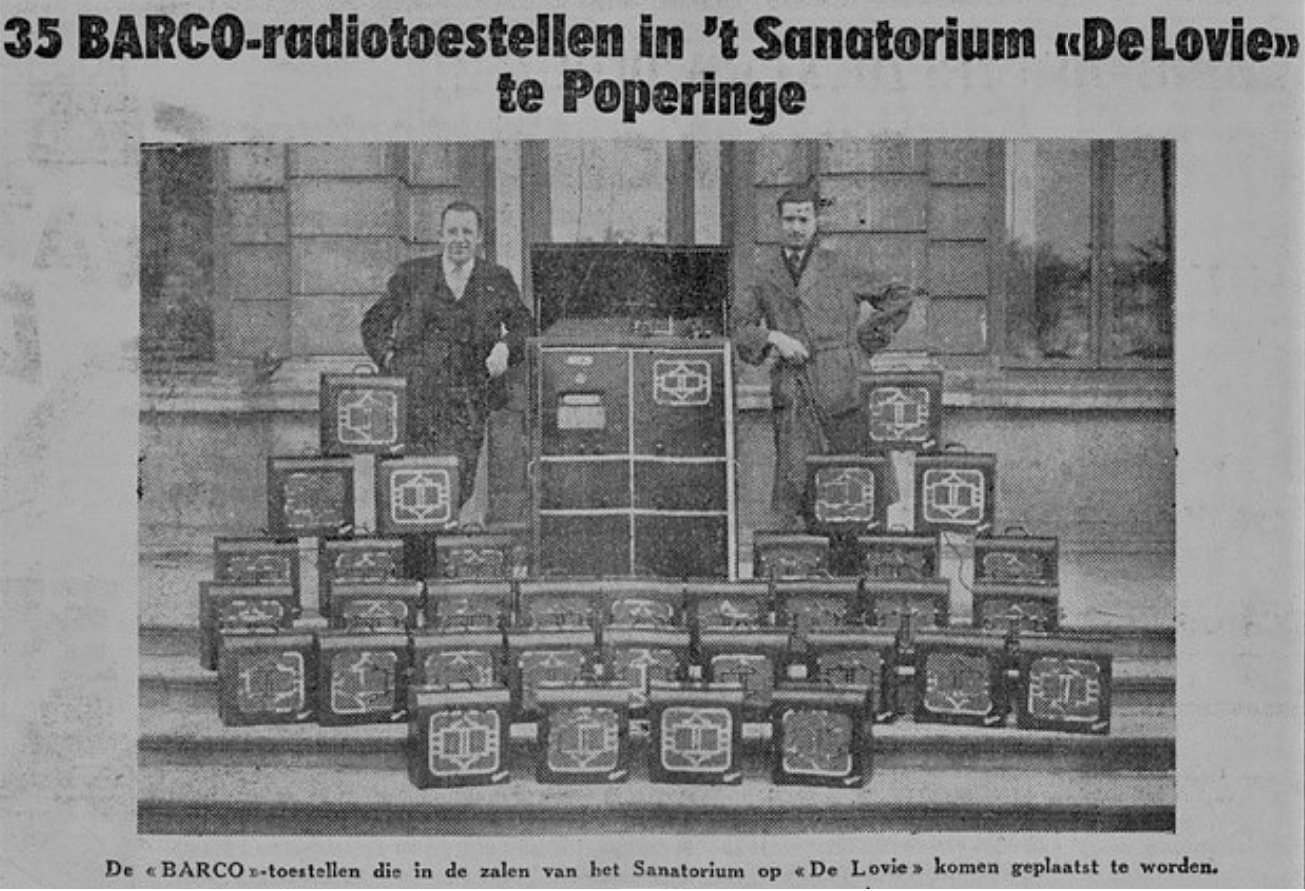 35 BARCO-radiotoestellen in 't Sanatorium «De Lovie»
te Poperinge
De «BARCO»-toestellen die in de zalen van het Sanatorium op «De Lovie» komen geplaatst te worden.